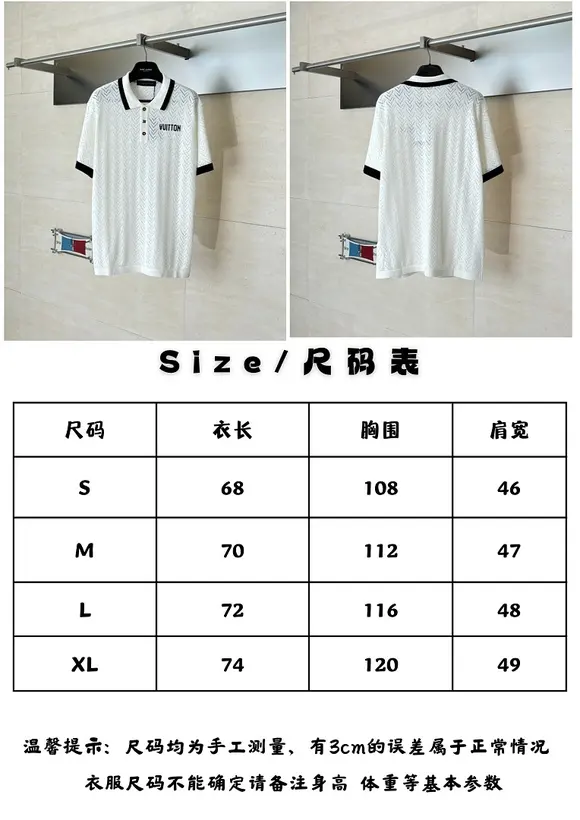 VUITTON
Size/尺码表
尺码 衣长 胸围 肩宽
S 68 108 46
M 70 112 47
L 72 116 48
XL 74 120 49
温馨提示：尺码均为手工测量、有3cm的误差属于正常情况
衣服尺码不能确定请备注身高 体重等基本参数